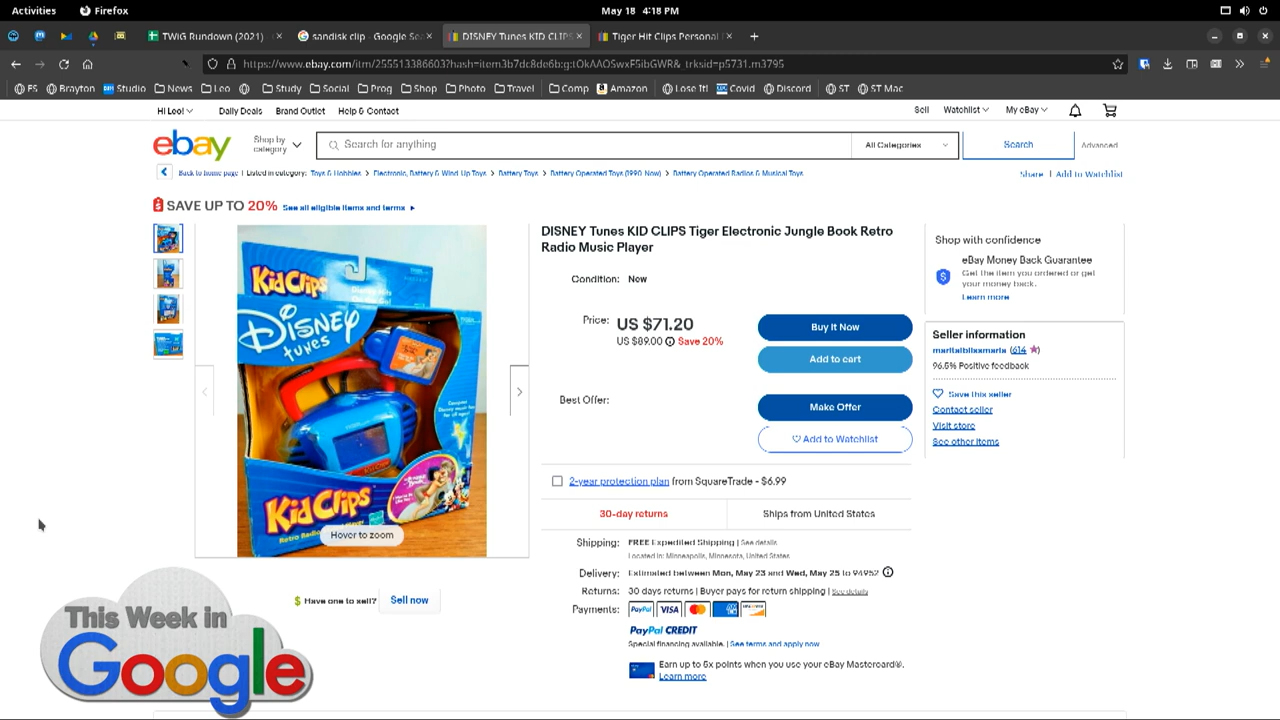 Activities
Firefox
May 18 4:18 PM
TWiG Rundown (2021)
sandisk clip - Google Se
DISNEY Tunes KID CLIPS
Tiger Hit Clips Personal
https://www.ebay.com/itm/255513386603?hash=item3b7dc8de6b:g:tOkAAOSwxF5ibGWR&_trksid=p5731.m3795
FS Brayton Studio News Leo Study Social Prog Shop Photo Travel Comp Amazon Lose It! Covid Discord ST ST Mac
Hi Leo! Daily Deals Brand Outlet Help & Contact
Sell Watchlist My eBay
ebay
Shop by category
Search for anything
All Categories
Search
Advanced
Back to home page | Listed in category: Toys & Hobbies > Electronic, Battery & Wind-Up Toys > Battery Toys > Battery Operated Toys (1990-Now) > Battery Operated Radios & Musical Toys
Share | Add to Watchlist
SAVE UP TO 20% See all eligible items and terms
KidClips
Disney
tunes
KidClips
Hover to zoom
Have one to sell? Sell now
DISNEY Tunes KID CLIPS Tiger Electronic Jungle Book Retro
Radio Music Player
Condition: New
Price: US $71.20
US $89.00 Save 20%
Buy It Now
Add to cart
Best Offer:
Make Offer
Add to Watchlist
2-year protection plan from SquareTrade - $6.99
30-day returns
Ships from United States
Shipping: FREE Expedited Shipping | See details
Located in: Minneapolis, Minnesota, United States
Delivery: Estimated between Mon, May 23 and Wed, May 25 to 94952
Returns: 30 days returns | Buyer pays for return shipping | See details
Payments: PayPal VISA
PayPal CREDIT
Special financing available. | See terms and apply now
Earn up to 5x points when you use your eBay Mastercard®.
Learn more
Shop with confidence
eBay Money Back Guarantee
Get the item you ordered or get
your money back.
Learn more
Seller information
(614)
96.5% Positive feedback
Save this seller
Contact seller
Visit store
See other items
This Week in
Google